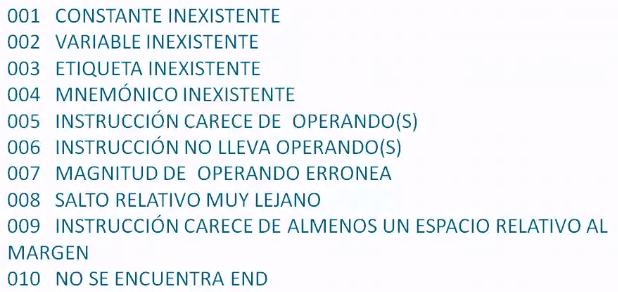 001 CONSTANTE INEXISTENTE
002 VARIABLE INEXISTENTE
003 ETIQUETA INEXISTENTE
004 MNEMÓNICO INEXISTENTE
005 INSTRUCCIÓN CARECE DE OPERANDO(S)
006 INSTRUCCIÓN NO LLEVA OPERANDO(S)
007 MAGNITUD DE OPERANDO ERRONEA
008 SALTO RELATIVO MUY LEJANO
009 INSTRUCCIÓN CARECE DE ALMENOS UN ESPACIO RELATIVO AL
MARGEN
010 NO SE ENCUENTRA END